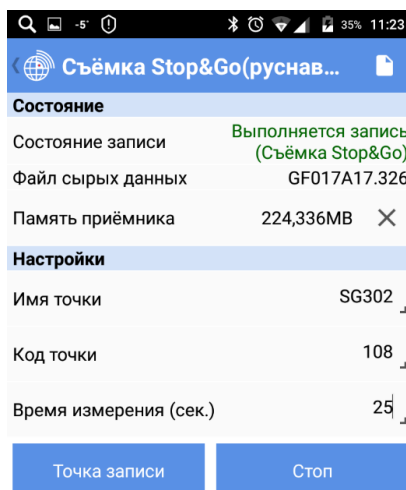 -5° 35% 11:23
Съёмка Stop&Go(руснав...
Состояние
Состояние записи Выполняется запись
(Съёмка Stop&Go)
Файл сырых данных GF017A17.326
Память приёмника 224,336MB
Настройки
Имя точки SG302
Код точки 108
Время измерения (сек.) 25
Точка записи Стоп